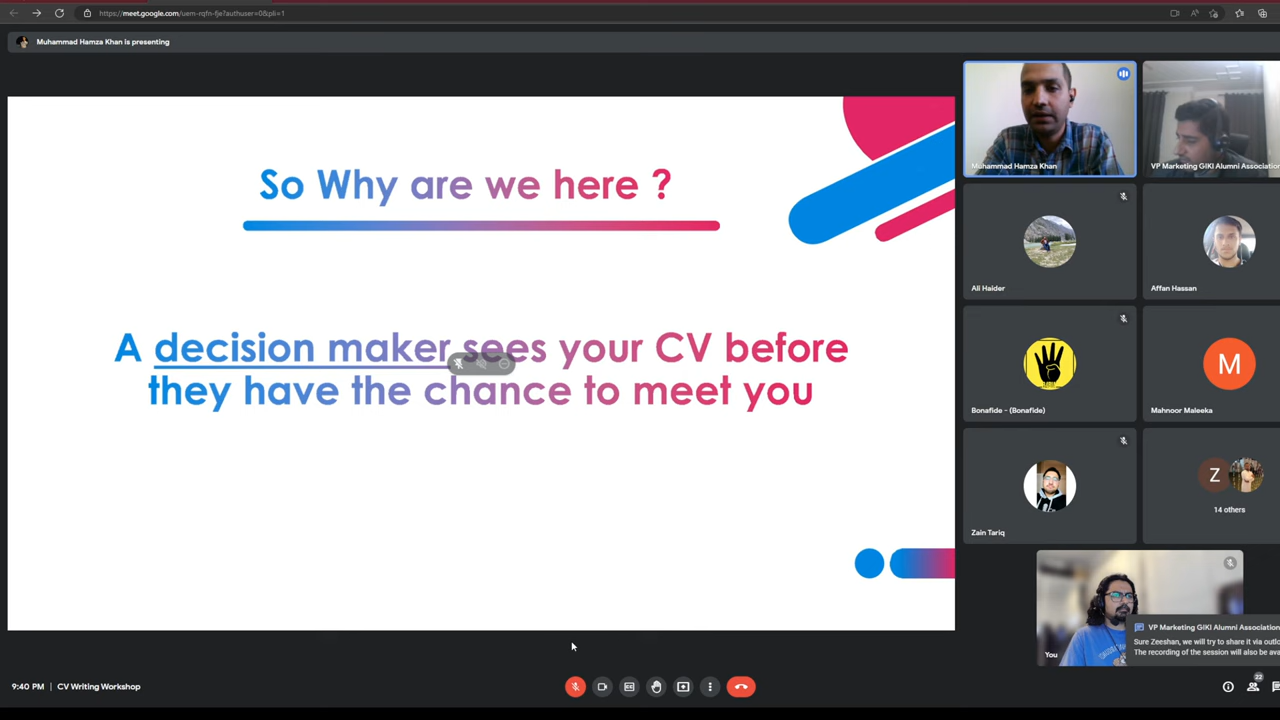 https://meet.google.com/uem-rqfn-fje?authuser=0&pli=1
Muhammad Hamza Khan is presenting
So Why are we here ?
A decision maker sees your CV before
they have the chance to meet you
Muhammad Hamza Khan
VP Marketing GIKI Alumni Association
Ali Haider
Affan Hassan
Bonafide - (Bonafide)
M
Mahnoor Maleeka
Zain Tariq
Z
14 others
You
VP Marketing GIKI Alumni Association
Sure Zeeshan, we will try to share it via
The recording of the session will also be
9:40 PM
CV Writing Workshop
22